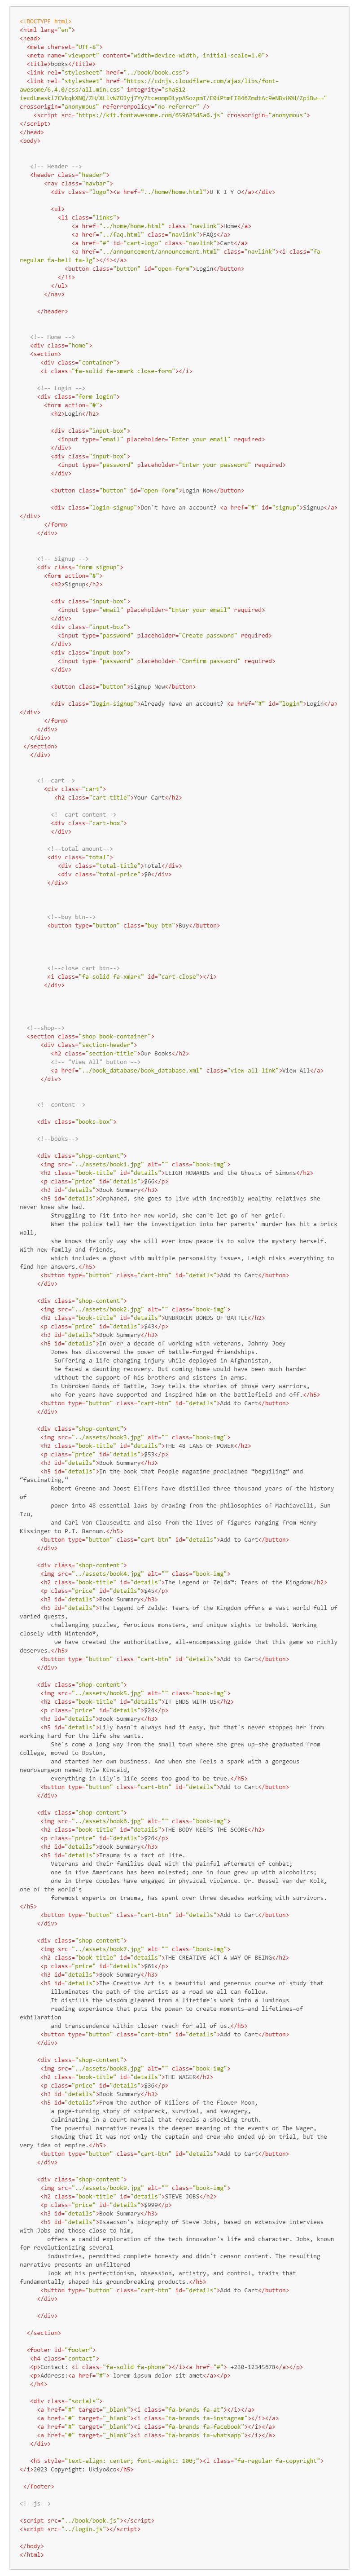 <!DOCTYPE html>
<html lang="en">
<head>
<meta charset="UTF-8">
<meta name="viewport" content="width=device-width, initial-scale=1.0">
<title>books</title>
<link rel="stylesheet" href="../book/book.css">
<link rel="stylesheet" href="https://cdnjs.cloudflare.com/ajax/libs/font-
awesome/6.4.0/css/all.min.css" integrity="sha512-
crossorigin="anonymous" referrerpolicy="no-referrer" />
<script src="https://kit.fontawesome.com/659625d5a6.js" crossorigin="anonymous">
</script>
</head>
<body>
<!-- Header -->
<header class="header">
<nav class="navbar">
<div class="logo"><a href="../home/home.html">U K I Y O</a></div>
<ul>
<li class="links">
<a href="../home/home.html" class="navlink">Home</a>
<a href="../faq.html" class="navlink">FAQs</a>
<a href="#" id="cart-logo" class="navlink">Cart</a>
<a href="../announcement/announcement.html" class="navlink"><i class="fa-
regular fa-bell fa-lg"></i></a>
<button class="button" id="open-form">Login</button>
</li>
</ul>
</nav>
</header>
<!-- Home -->
<div class="home">
<section>
<div class="container">
<i class="fa-solid fa-xmark close-form"></i>
<!-- Login -->
<div class="form login">
<form action="#">
<h2>Login</h2>
<div class="input-box">
<input type="email" placeholder="Enter your email" required>
</div>
<div class="input-box">
<input type="password" placeholder="Enter your password" required>
</div>
<button class="button" id="open-form">Login Now</button>
<div class="login-signup">Don't have an account? <a href="#" id="signup">Signup</a>
</div>
</form>
</div>
<!-- Signup -->
<div class="form signup">
<form action="#">
<h2>Signup</h2>
<div class="input-box">
<input type="email" placeholder="Enter your email" required>
</div>
<div class="input-box">
<input type="password" placeholder="Create password" required>
</div>
<div class="input-box">
<input type="password" placeholder="Confirm password" required>
</div>
<button class="button">Signup Now</button>
<div class="login-signup">Already have an account? <a href="#" id="login">Login</a>
</div>
</form>
</div>
</div>
</section>
</div>
<!--cart-->
<div class="cart">
<h2 class="cart-title">Your Cart</h2>
<!--cart content-->
<div class="cart-box">
</div>
<!--total amount-->
<div class="total">
<div class="total-title">Total</div>
<div class="total-price">$0</div>
</div>
<!--buy btn-->
<button type="button" class="buy-btn">Buy</button>
<!--close cart btn-->
<i class="fa-solid fa-xmark" id="cart-close"></i>
</div>
<!--shop-->
<section class="shop book-container">
<div class="section-header">
<h2 class="section-title">Our Books</h2>
<!-- "View All" button -->
<a href="../book_database/book_database.xml" class="view-all-link">View All</a>
</div>
<!--content-->
<div class="books-box">
<!--books-->
<div class="shop-content">
<img src="../assets/book1.jpg" alt="" class="book-img">
<h2 class="book-title" id="details">LEIGH HOWARDS and the Ghosts of Simons</h2>
<p class="price" id="details">$66</p>
<h3 id="details">Book Summary</h3>
<h5 id="details">Orphaned, she goes to live with incredibly wealthy relatives she
never knew she had.
Struggling to fit into her new world, she can't let go of her grief.
When the police tell her the investigation into her parents' murder has hit a brick
wall,
she knows the only way she will ever know peace is to solve the mystery herself.
With new family and friends,
which includes a ghost with multiple personality issues, Leigh risks everything to
find her answers.</h5>
<button type="button" class="cart-btn" id="details">Add to Cart</button>
</div>
<div class="shop-content">
<img src="../assets/book2.jpg" alt="" class="book-img">
<h2 class="book-title" id="details">UNBROKEN BONDS OF BATTLE</h2>
<p class="price" id="details">$43</p>
<h3 id="details">Book Summary</h3>
<h5 id="details">In over a decade of working with veterans, Johnny Joey
Jones has discovered the power of battle-forged friendships.
Suffering a life-changing injury while deployed in Afghanistan,
he faced a daunting recovery. But coming home would have been much harder
without the support of his brothers and sisters in arms.
In Unbroken Bonds of Battle, Joey tells the stories of those very warriors,
who for years have supported and inspired him on the battlefield and off.</h5>
<button type="button" class="cart-btn" id="details">Add to Cart</button>
</div>
<div class="shop-content">
<img src="../assets/book3.jpg" alt="" class="book-img">
<h2 class="book-title" id="details">THE 48 LAWS OF POWER</h2>
<p class="price" id="details">$53</p>
<h3 id="details">Book Summary</h3>
<h5 id="details">In the book that People magazine proclaimed “beguiling” and
“fascinating,”
Robert Greene and Joost Elffers have distilled three thousand years of the history
of
power into 48 essential laws by drawing from the philosophies of Machiavelli, Sun
Tzu,
and Carl Von Clausewitz and also from the lives of figures ranging from Henry
Kissinger to P.T. Barnum.</h5>
<button type="button" class="cart-btn" id="details">Add to Cart</button>
</div>
<div class="shop-content">
<img src="../assets/book4.jpg" alt="" class="book-img">
<h2 class="book-title" id="details">The Legend of Zelda™: Tears of the Kingdom</h2>
<p class="price" id="details">$45</p>
<h3 id="details">Book Summary</h3>
<h5 id="details">The Legend of Zelda: Tears of the Kingdom offers a vast world full of
varied quests,
challenging puzzles, ferocious monsters, and unique sights to behold. Working
closely with Nintendo®,
we have created the authoritative, all-encompassing guide that this game so richly
deserves.</h5>
<button type="button" class="cart-btn" id="details">Add to Cart</button>
</div>
<div class="shop-content">
<img src="../assets/book5.jpg" alt="" class="book-img">
<h2 class="book-title" id="details">IT ENDS WITH US</h2>
<p class="price" id="details">$24</p>
<h3 id="details">Book Summary</h3>
<h5 id="details">Lily hasn't always had it easy, but that's never stopped her from
working hard for the life she wants.
She's come a long way from the small town where she grew up—she graduated from
college, moved to Boston,
and started her own business. And when she feels a spark with a gorgeous
neurosurgeon named Ryle Kincaid,
everything in Lily's life seems too good to be true.</h5>
<button type="button" class="cart-btn" id="details">Add to Cart</button>
</div>
<div class="shop-content">
<img src="../assets/book6.jpg" alt="" class="book-img">
<h2 class="book-title" id="details">THE BODY KEEPS THE SCORE</h2>
<p class="price" id="details">$26</p>
<h3 id="details">Book Summary</h3>
<h5 id="details">Trauma is a fact of life.
Veterans and their families deal with the painful aftermath of combat;
one in five Americans has been molested; one in four grew up with alcoholics;
one in three couples have engaged in physical violence. Dr. Bessel van der Kolk,
one of the world's
foremost experts on trauma, has spent over three decades working with survivors.
</h5>
<button type="button" class="cart-btn" id="details">Add to Cart</button>
</div>
<div class="shop-content">
<img src="../assets/book7.jpg" alt="" class="book-img">
<h2 class="book-title" id="details">THE CREATIVE ACT A WAY OF BEING</h2>
<p class="price" id="details">$61</p>
<h3 id="details">Book Summary</h3>
<h5 id="details">The Creative Act is a beautiful and generous course of study that
illuminates the path of the artist as a road we all can follow.
It distills the wisdom gleaned from a lifetime's work into a luminous
reading experience that puts the power to create moments—and lifetimes—of
exhilaration
and transcendence within closer reach for all of us.</h5>
<button type="button" class="cart-btn" id="details">Add to Cart</button>
</div>
<div class="shop-content">
<img src="../assets/book8.jpg" alt="" class="book-img">
<h2 class="book-title" id="details">THE WAGER</h2>
<p class="price" id="details">$36</p>
<h3 id="details">Book Summary</h3>
<h5 id="details">From the author of Killers of the Flower Moon,
a page-turning story of shipwreck, survival, and savagery,
culminating in a court martial that reveals a shocking truth.
The powerful narrative reveals the deeper meaning of the events on The Wager,
showing that it was not only the captain and crew who ended up on trial, but the
very idea of empire.</h5>
<button type="button" class="cart-btn" id="details">Add to Cart</button>
</div>
<div class="shop-content">
<img src="../assets/book9.jpg" alt="" class="book-img">
<h2 class="book-title" id="details">STEVE JOBS</h2>
<p class="price" id="details">$999</p>
<h3 id="details">Book Summary</h3>
<h5 id="details">Isaacson's biography of Steve Jobs, based on extensive interviews
with Jobs and those close to him,
offers a candid exploration of the tech innovator's life and character. Jobs, known
for revolutionizing several
industries, permitted complete honesty and didn't censor content. The resulting
narrative presents an unfiltered
look at his perfectionism, obsession, artistry, and control, traits that
fundamentally shaped his groundbreaking products.</h5>
<button type="button" class="cart-btn" id="details">Add to Cart</button>
</div>
</div>
</section>
<footer id="footer">
<h4 class="contact">
<p>Contact: <i class="fa-solid fa-phone"></i><a href="#"> +230-12345678</a></p>
<p>Address:<a href="#"> lorem ipsum dolor sit amet</a></p>
</h4>
<div class="socials">
<a href="#" target="_blank"><i class="fa-brands fa-at"></i></a>
<a href="#" target="_blank"><i class="fa-brands fa-instagram"></i></a>
<a href="#" target="_blank"><i class="fa-brands fa-facebook"></i></a>
<a href="#" target="_blank"><i class="fa-brands fa-whatsapp"></i></a>
</div>
<h5 style="text-align: center; font-weight: 100;"><i class="fa-regular fa-copyright">
</i>2023 Copyright: Ukiyo&co</h5>
</footer>
<!--js-->
<script src="../book/book.js"></script>
<script src="../login.js"></script>
</body>
</html>